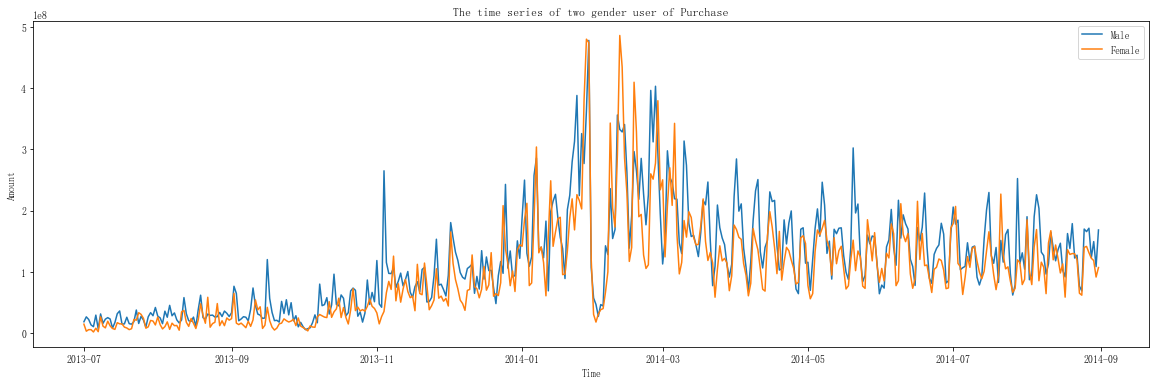 The time series of two gender user of Purchase
1e8
5
4
3
2
1
0
Amount
Male
Female
2013-07
2013-09
2013-11
2014-01
2014-03
2014-05
2014-07
2014-09
Time